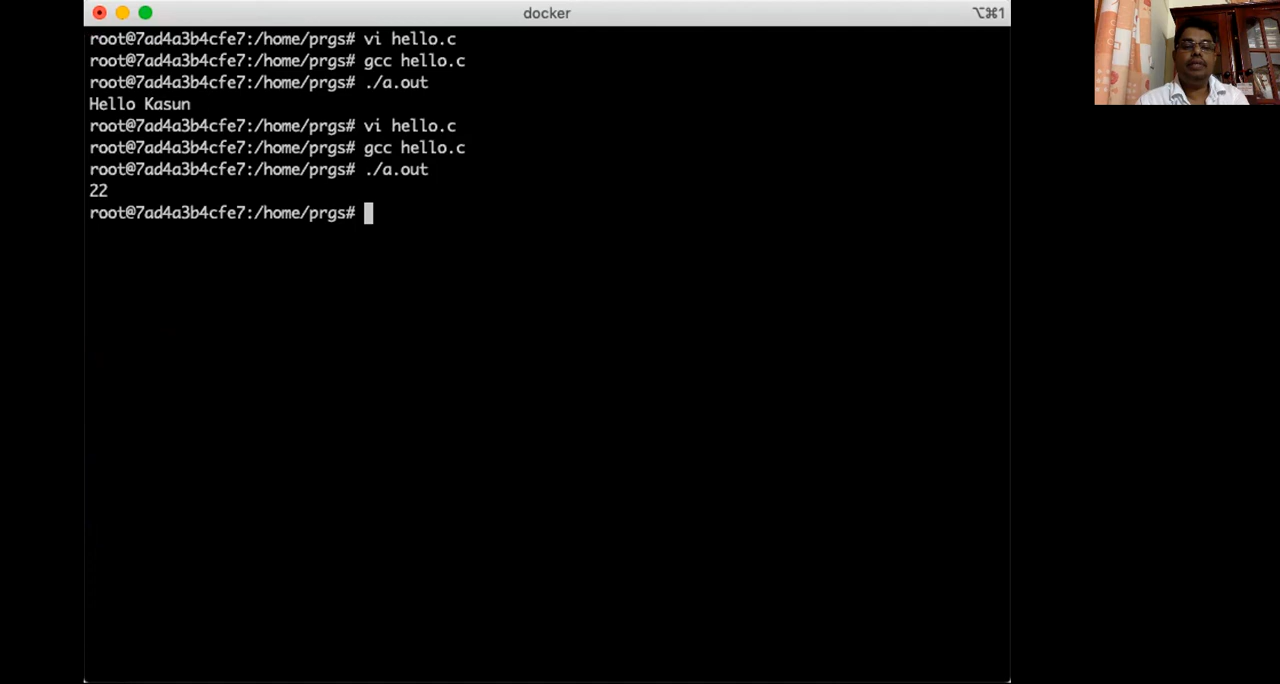 docker
⌥⌘1
root@7ad4a3b4cfe7:/home/prgs# vi hello.c
root@7ad4a3b4cfe7:/home/prgs# gcc hello.c
root@7ad4a3b4cfe7:/home/prgs# ./a.out
Hello Kasun
root@7ad4a3b4cfe7:/home/prgs# vi hello.c
root@7ad4a3b4cfe7:/home/prgs# gcc hello.c
root@7ad4a3b4cfe7:/home/prgs# ./a.out
22
root@7ad4a3b4cfe7:/home/prgs#